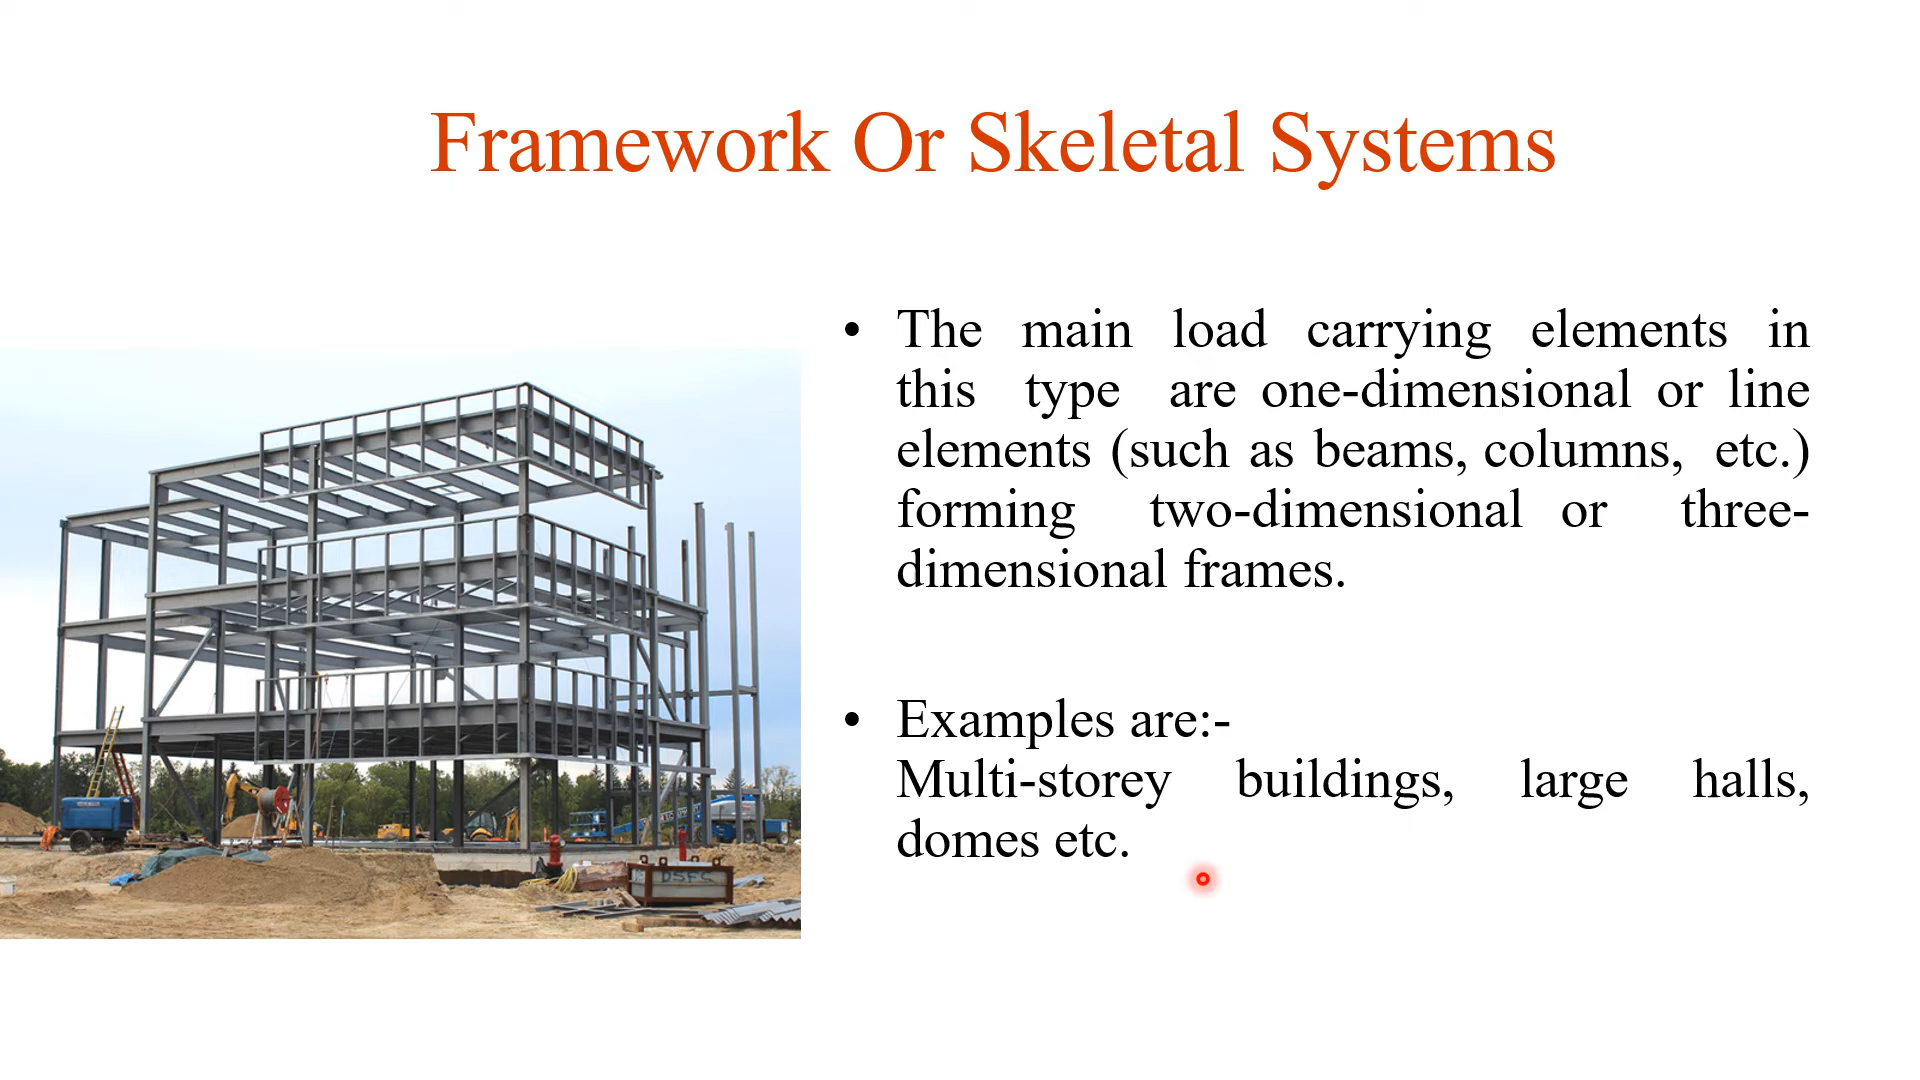 Framework Or Skeletal Systems
• The main load carrying elements in
this type are one-dimensional or line
elements (such as beams, columns, etc.)
forming two-dimensional or three-
dimensional frames.
• Examples are:-
Multi-storey buildings, large halls,
domes etc.
DSFC